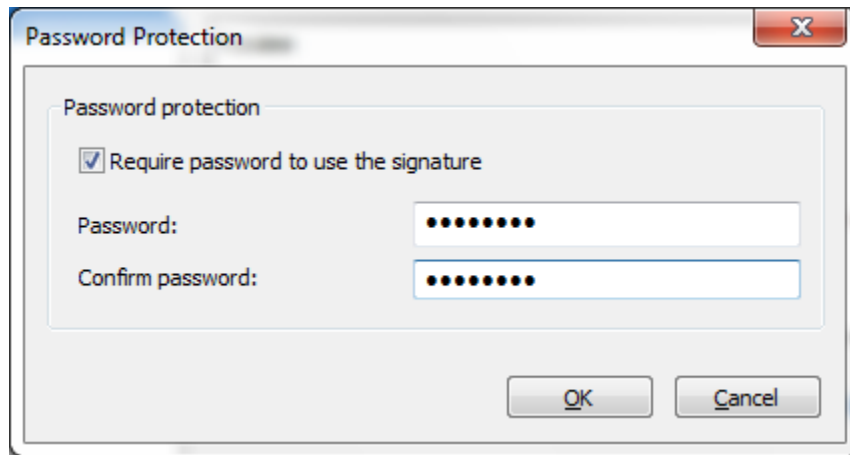 Password Protection
Password protection
Require password to use the signature
Password: ••••••••
Confirm password: ••••••••
OK Cancel